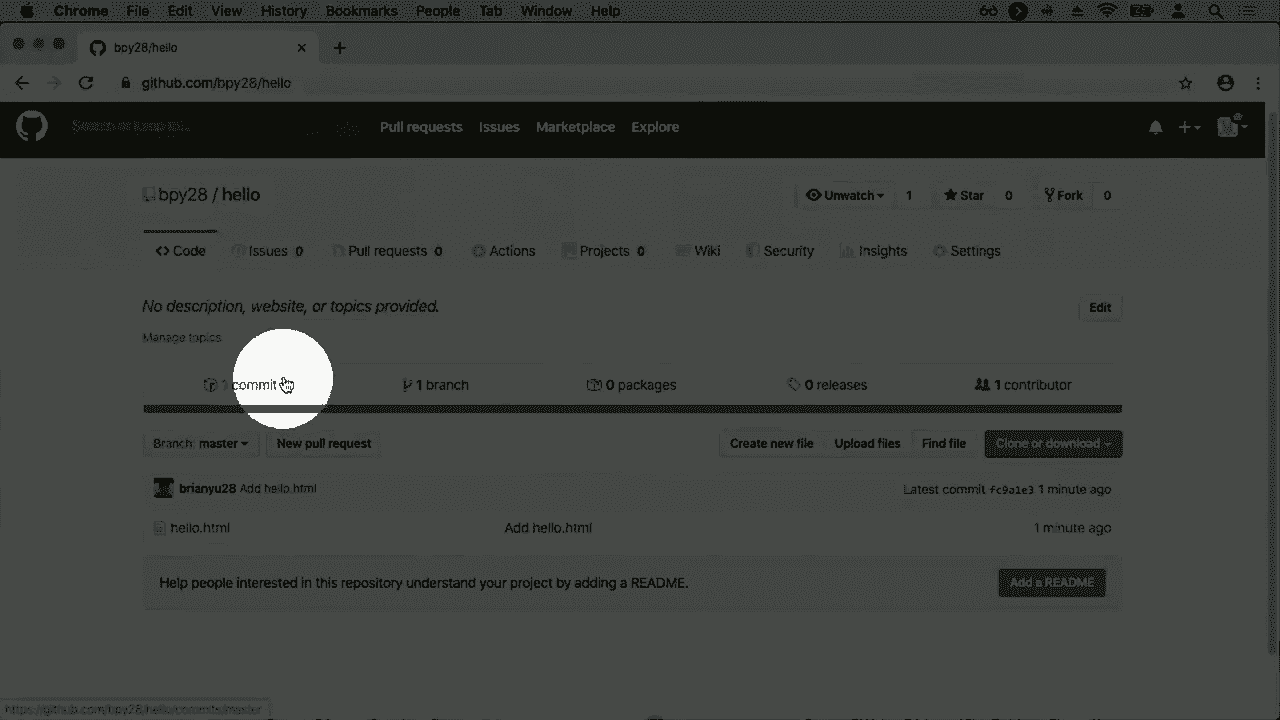 Chrome File Edit View History Bookmarks People Tab Window Help
bpy28/hello
github.com/bpy28/hello
Search or jump to... Pull requests Issues Marketplace Explore
bpy28 / hello Unwatch 1 Star 0 Fork 0
Code Issues 0 Pull requests 0 Actions Projects 0 Wiki Security Insights Settings
No description, website, or topics provided. Edit
Manage topics
1 commit 1 branch 0 packages 0 releases 1 contributor
Branch: master New pull request Create new file Upload files Find file Clone or download
brianyu28 Add hello.html Latest commit fc9a1e3 1 minute ago
hello.html Add hello.html 1 minute ago
Help people interested in this repository understand your project by adding a README. Add a README
https://github.com/bpy28/hello/commits/master